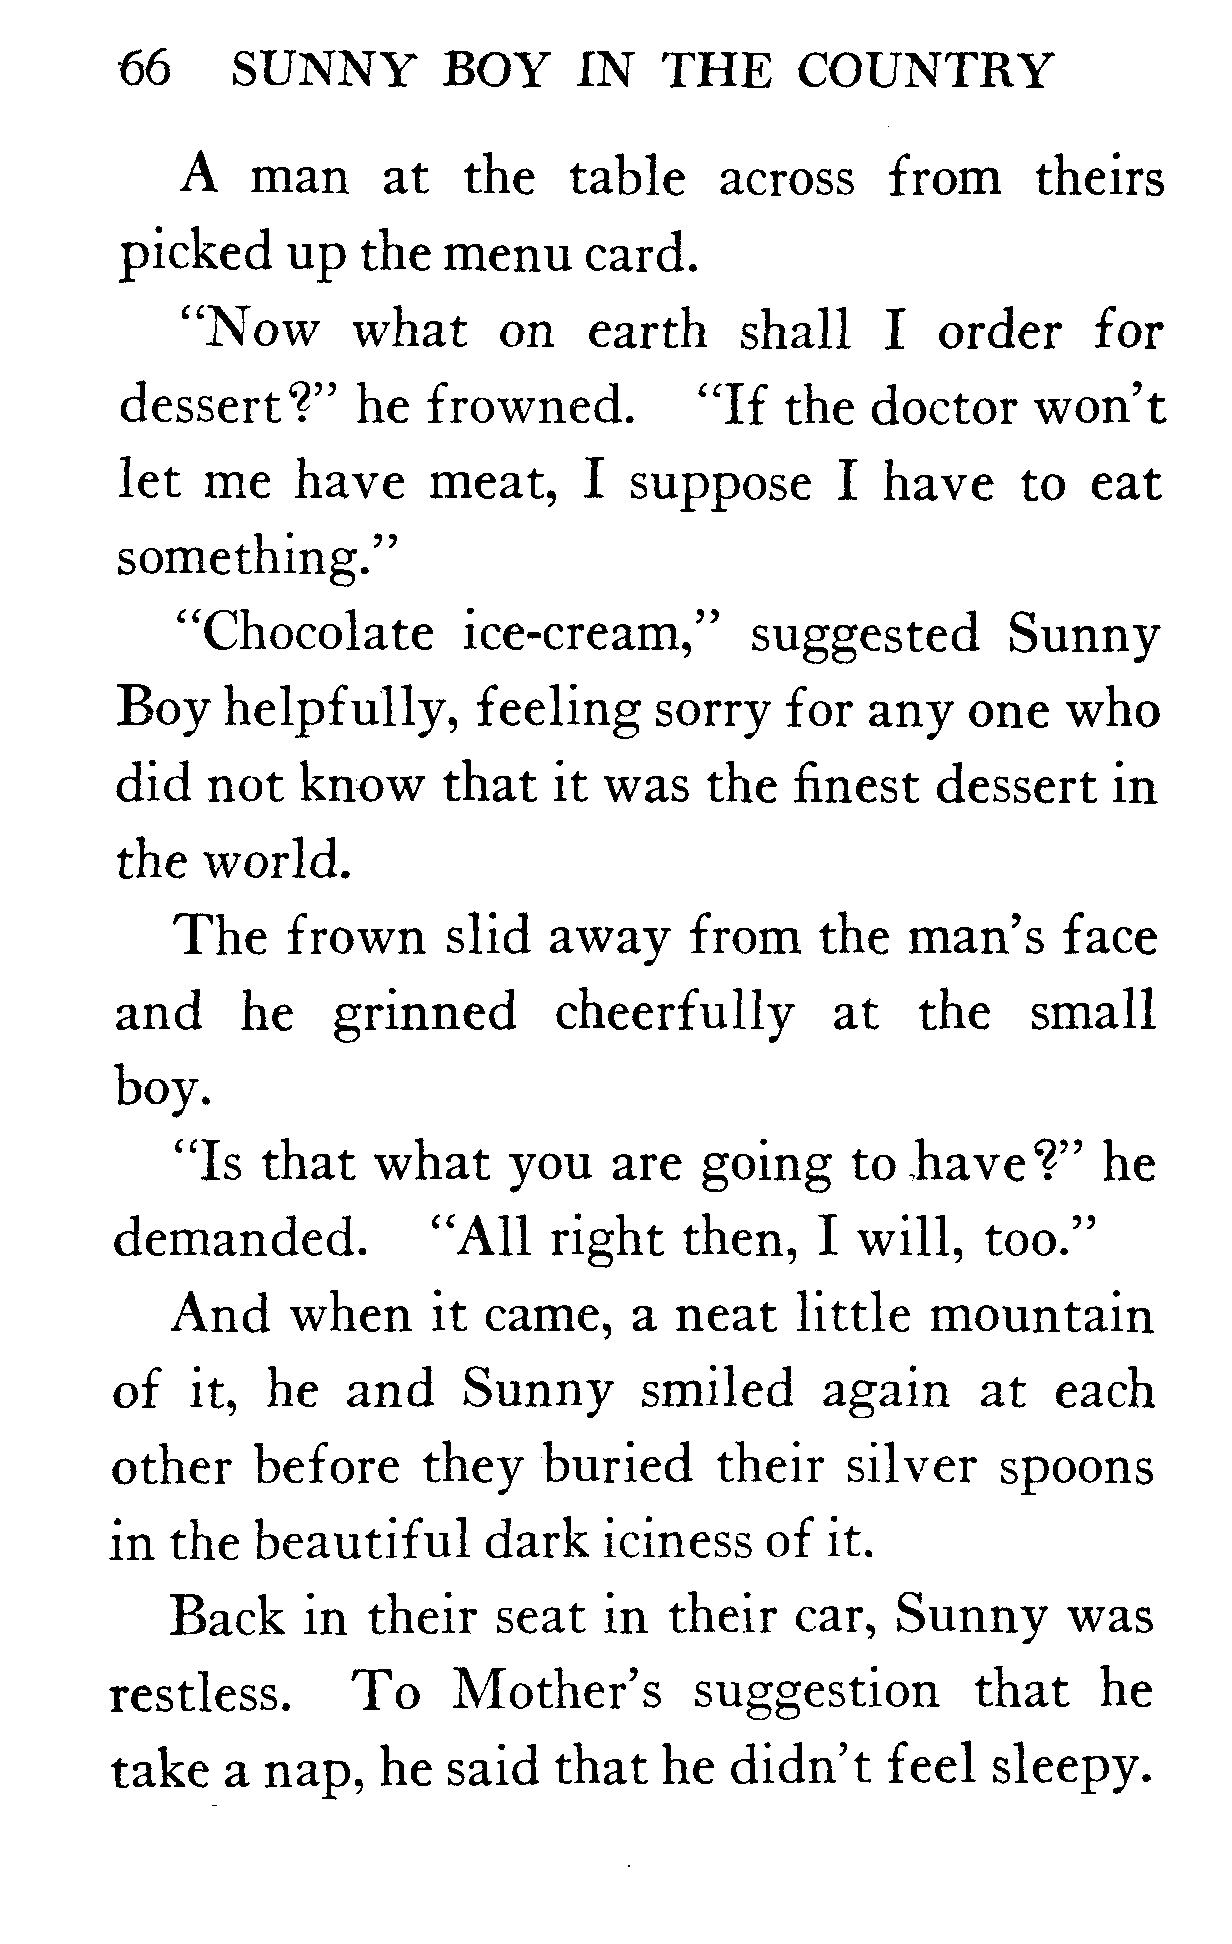 66 SUNNY BOY IN THE COUNTRY
A man at the table across from theirs
picked up the menu card.
“Now what on earth shall I order for
dessert?” he frowned. “If the doctor won’t
let me have meat, I suppose I have to eat
something.”
“Chocolate ice-cream,” suggested Sunny
Boy helpfully, feeling sorry for any one who
did not know that it was the finest dessert in
the world.
The frown slid away from the man’s face
and he grinned cheerfully at the small
boy.
“Is that what you are going to have?” he
demanded. “All right then, I will, too.”
And when it came, a neat little mountain
of it, he and Sunny smiled again at each
other before they buried their silver spoons
in the beautiful dark iciness of it.
Back in their seat in their car, Sunny was
restless. To Mother’s suggestion that he
take a nap, he said that he didn’t feel sleepy.